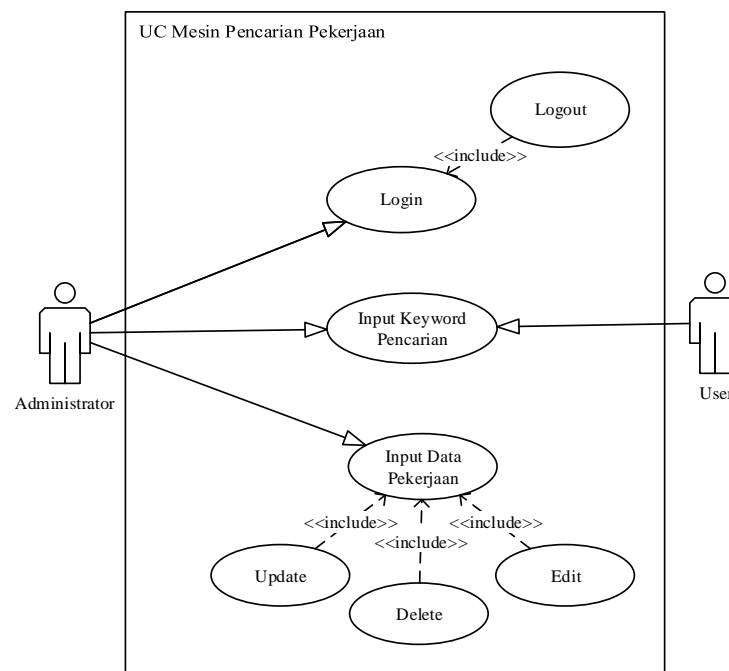 UC Mesin Pencarian Pekerjaan
Logout
<<include>>
Login
Input Keyword
Pencarian
Administrator
User
Input Data
Pekerjaan
<<include>>
<<include>>
<<include>>
Update
Delete
Edit